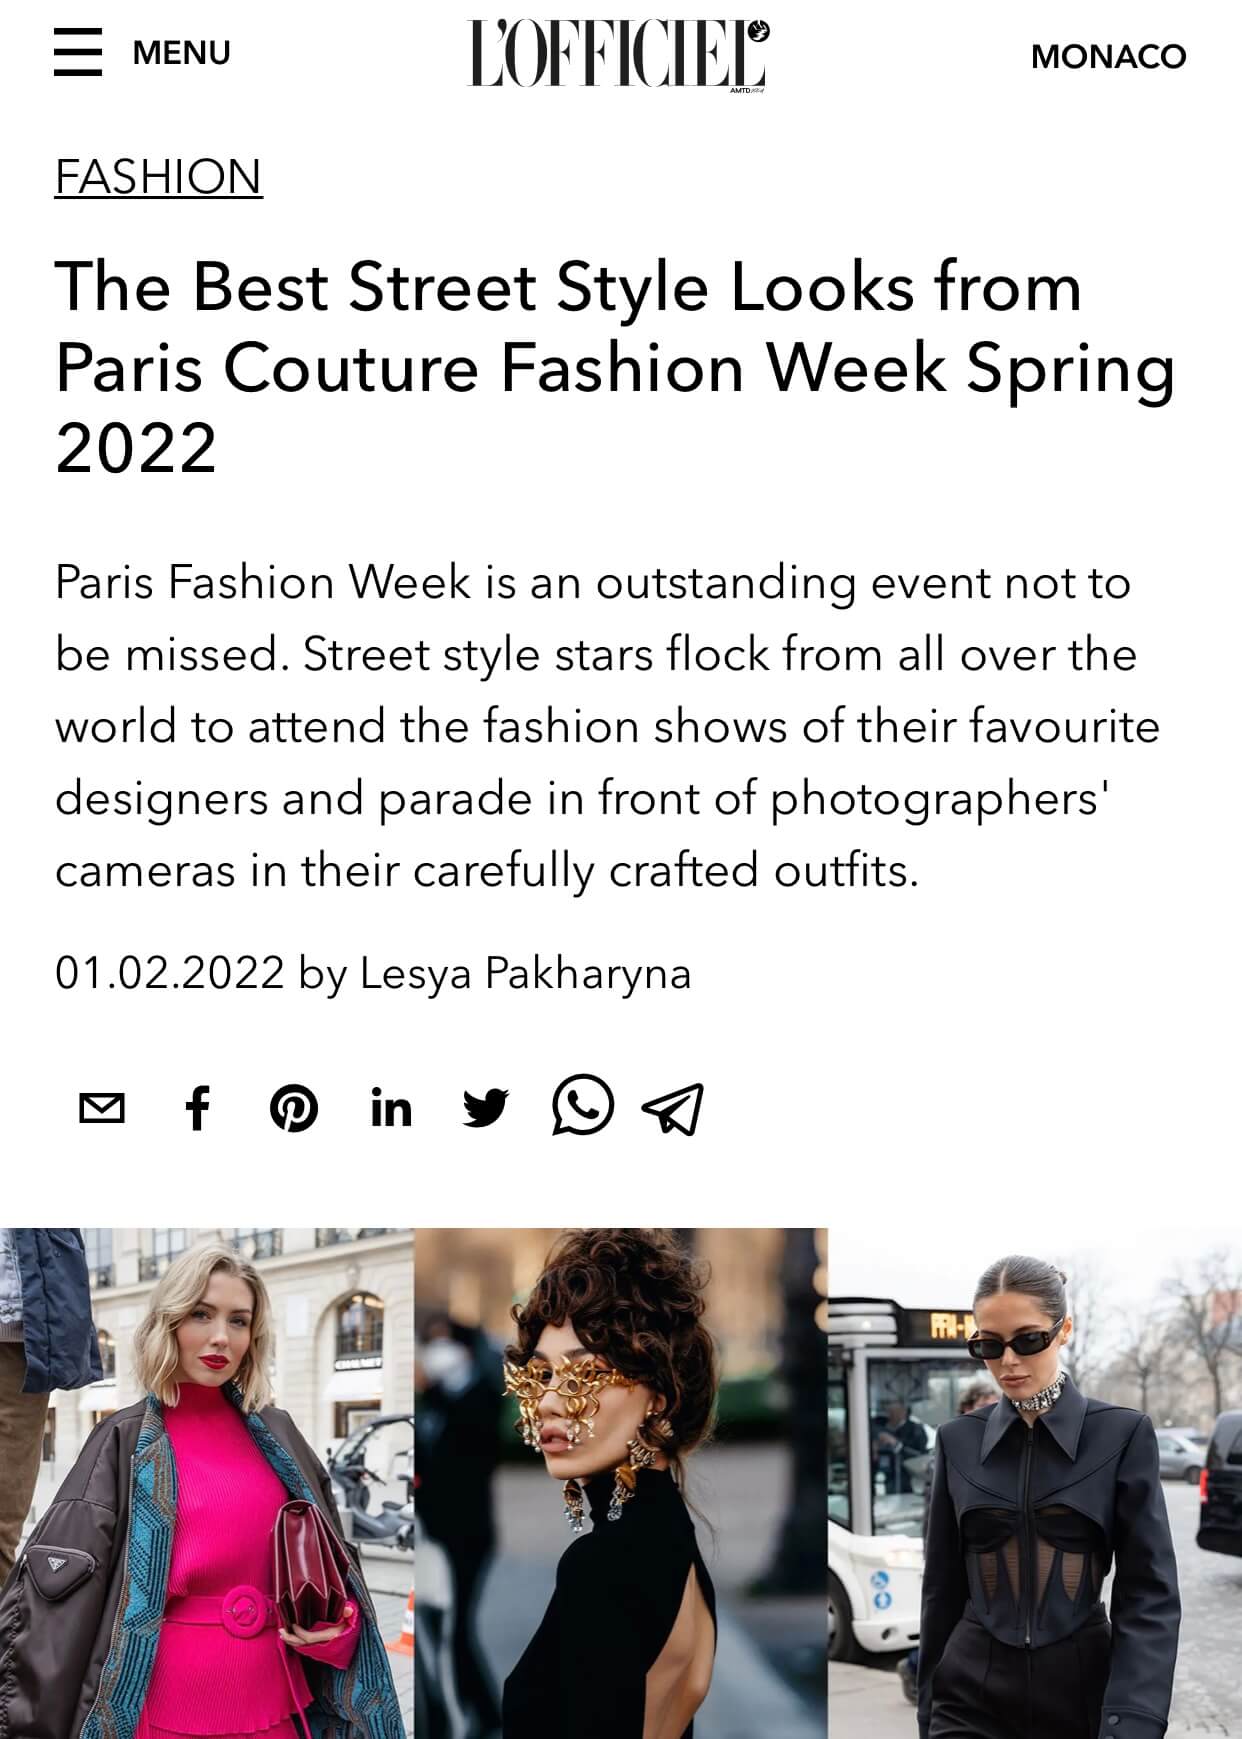 MENU
L'OFFICIEL
AMTD
MONACO
FASHION
The Best Street Style Looks from
Paris Couture Fashion Week Spring
2022
Paris Fashion Week is an outstanding event not to
be missed. Street style stars flock from all over the
world to attend the fashion shows of their favourite
designers and parade in front of photographers'
cameras in their carefully crafted outfits.
01.02.2022 by Lesya Pakharyna
in